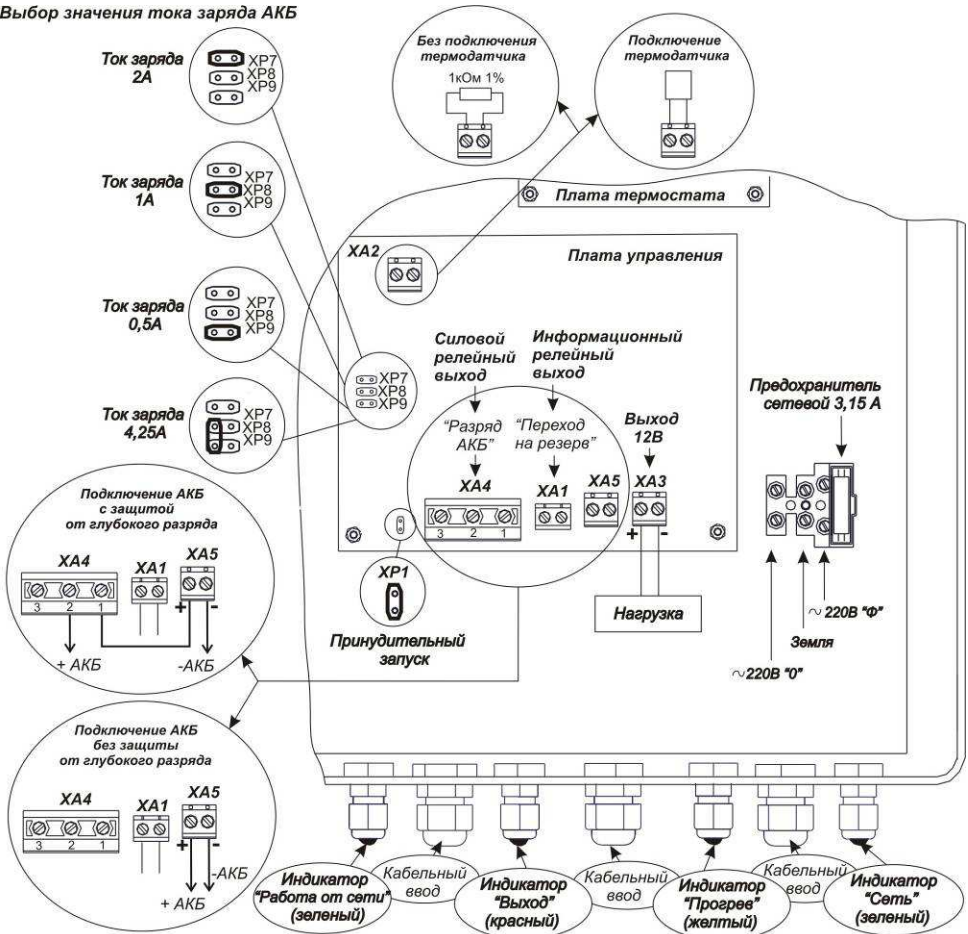 Выбор значения тока заряда АКБ
Ток заряда
2А
XP7
XP8
XP9
Ток заряда
1А
XP7
XP8
XP9
Ток заряда
0,5А
XP7
XP8
XP9
Ток заряда
4,25А
XP7
XP8
XP9
Без подключения
термодатчика
1кОм 1%
Подключение
термодатчика
Плата термостата
XA2
Плата управления
XP7
XP8
XP9
Силовой
релейный
выход
Информационный
релейный
выход
"Разряд
АКБ"
"Переход
на резерв"
Выход
12В
XA4
XA1
XA5
XA3
3 2 1
+ -
Нагрузка
XP1
Принудительный
запуск
Предохранитель
сетевой 3,15 А
~ 220В "Ф"
Земля
~220В "0"
Подключение АКБ
с защитой
от глубокого разряда
XA4
XA1
XA5
3 2 1
+ -
+ АКБ
-АКБ
Подключение АКБ
без защиты
от глубокого разряда
XA4
XA1
XA5
3 2 1
+ -
-АКБ
+ АКБ
Индикатор
"Работа от сети"
(зеленый)
Кабельный
ввод
Индикатор
"Выход"
(красный)
Кабельный
ввод
Индикатор
"Прогрев"
(желтый)
Кабельный
ввод
Индикатор
"Сеть"
(зеленый)